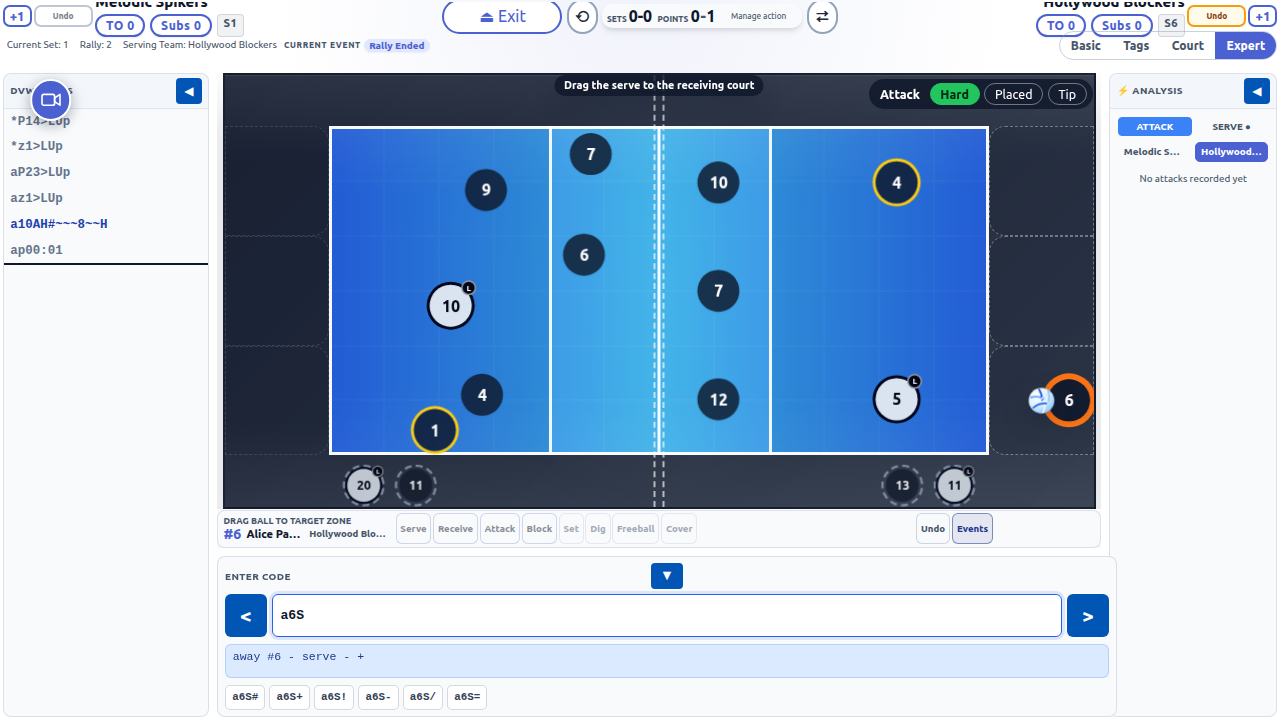 +1
Undo
Melodic Spikers
TO 0
Subs 0
S1
Exit
SETS 0-0 POINTS 0-1
Manage action
Hollywood Blockers
TO 0
Subs 0
S6
Undo
+1
Current Set: 1
Rally: 2
Serving Team: Hollywood Blockers
CURRENT EVENT
Rally Ended
Basic
Tags
Court
Expert
*P14>LUp
*z1>LUp
aP23>LUp
az1>LUp
a10AH#~~~8~~H
ap00:01
Drag the serve to the receiving court
Attack
Hard
Placed
Tip
7
9
10
4
6
7
10
L
4
12
5
L
6
1
20
L
11
13
11
L
ANALYSIS
ATTACK
SERVE
Melodic S...
Hollywood...
No attacks recorded yet
DRAG BALL TO TARGET ZONE
#6 Alice Pa...
Hollywood Blo...
Serve
Receive
Attack
Block
Set
Dig
Freeball
Cover
Undo
Events
ENTER CODE
<
a6S
>
away #6 - serve - +
a6S#
a6S+
a6S!
a6S-
a6S/
a6S=